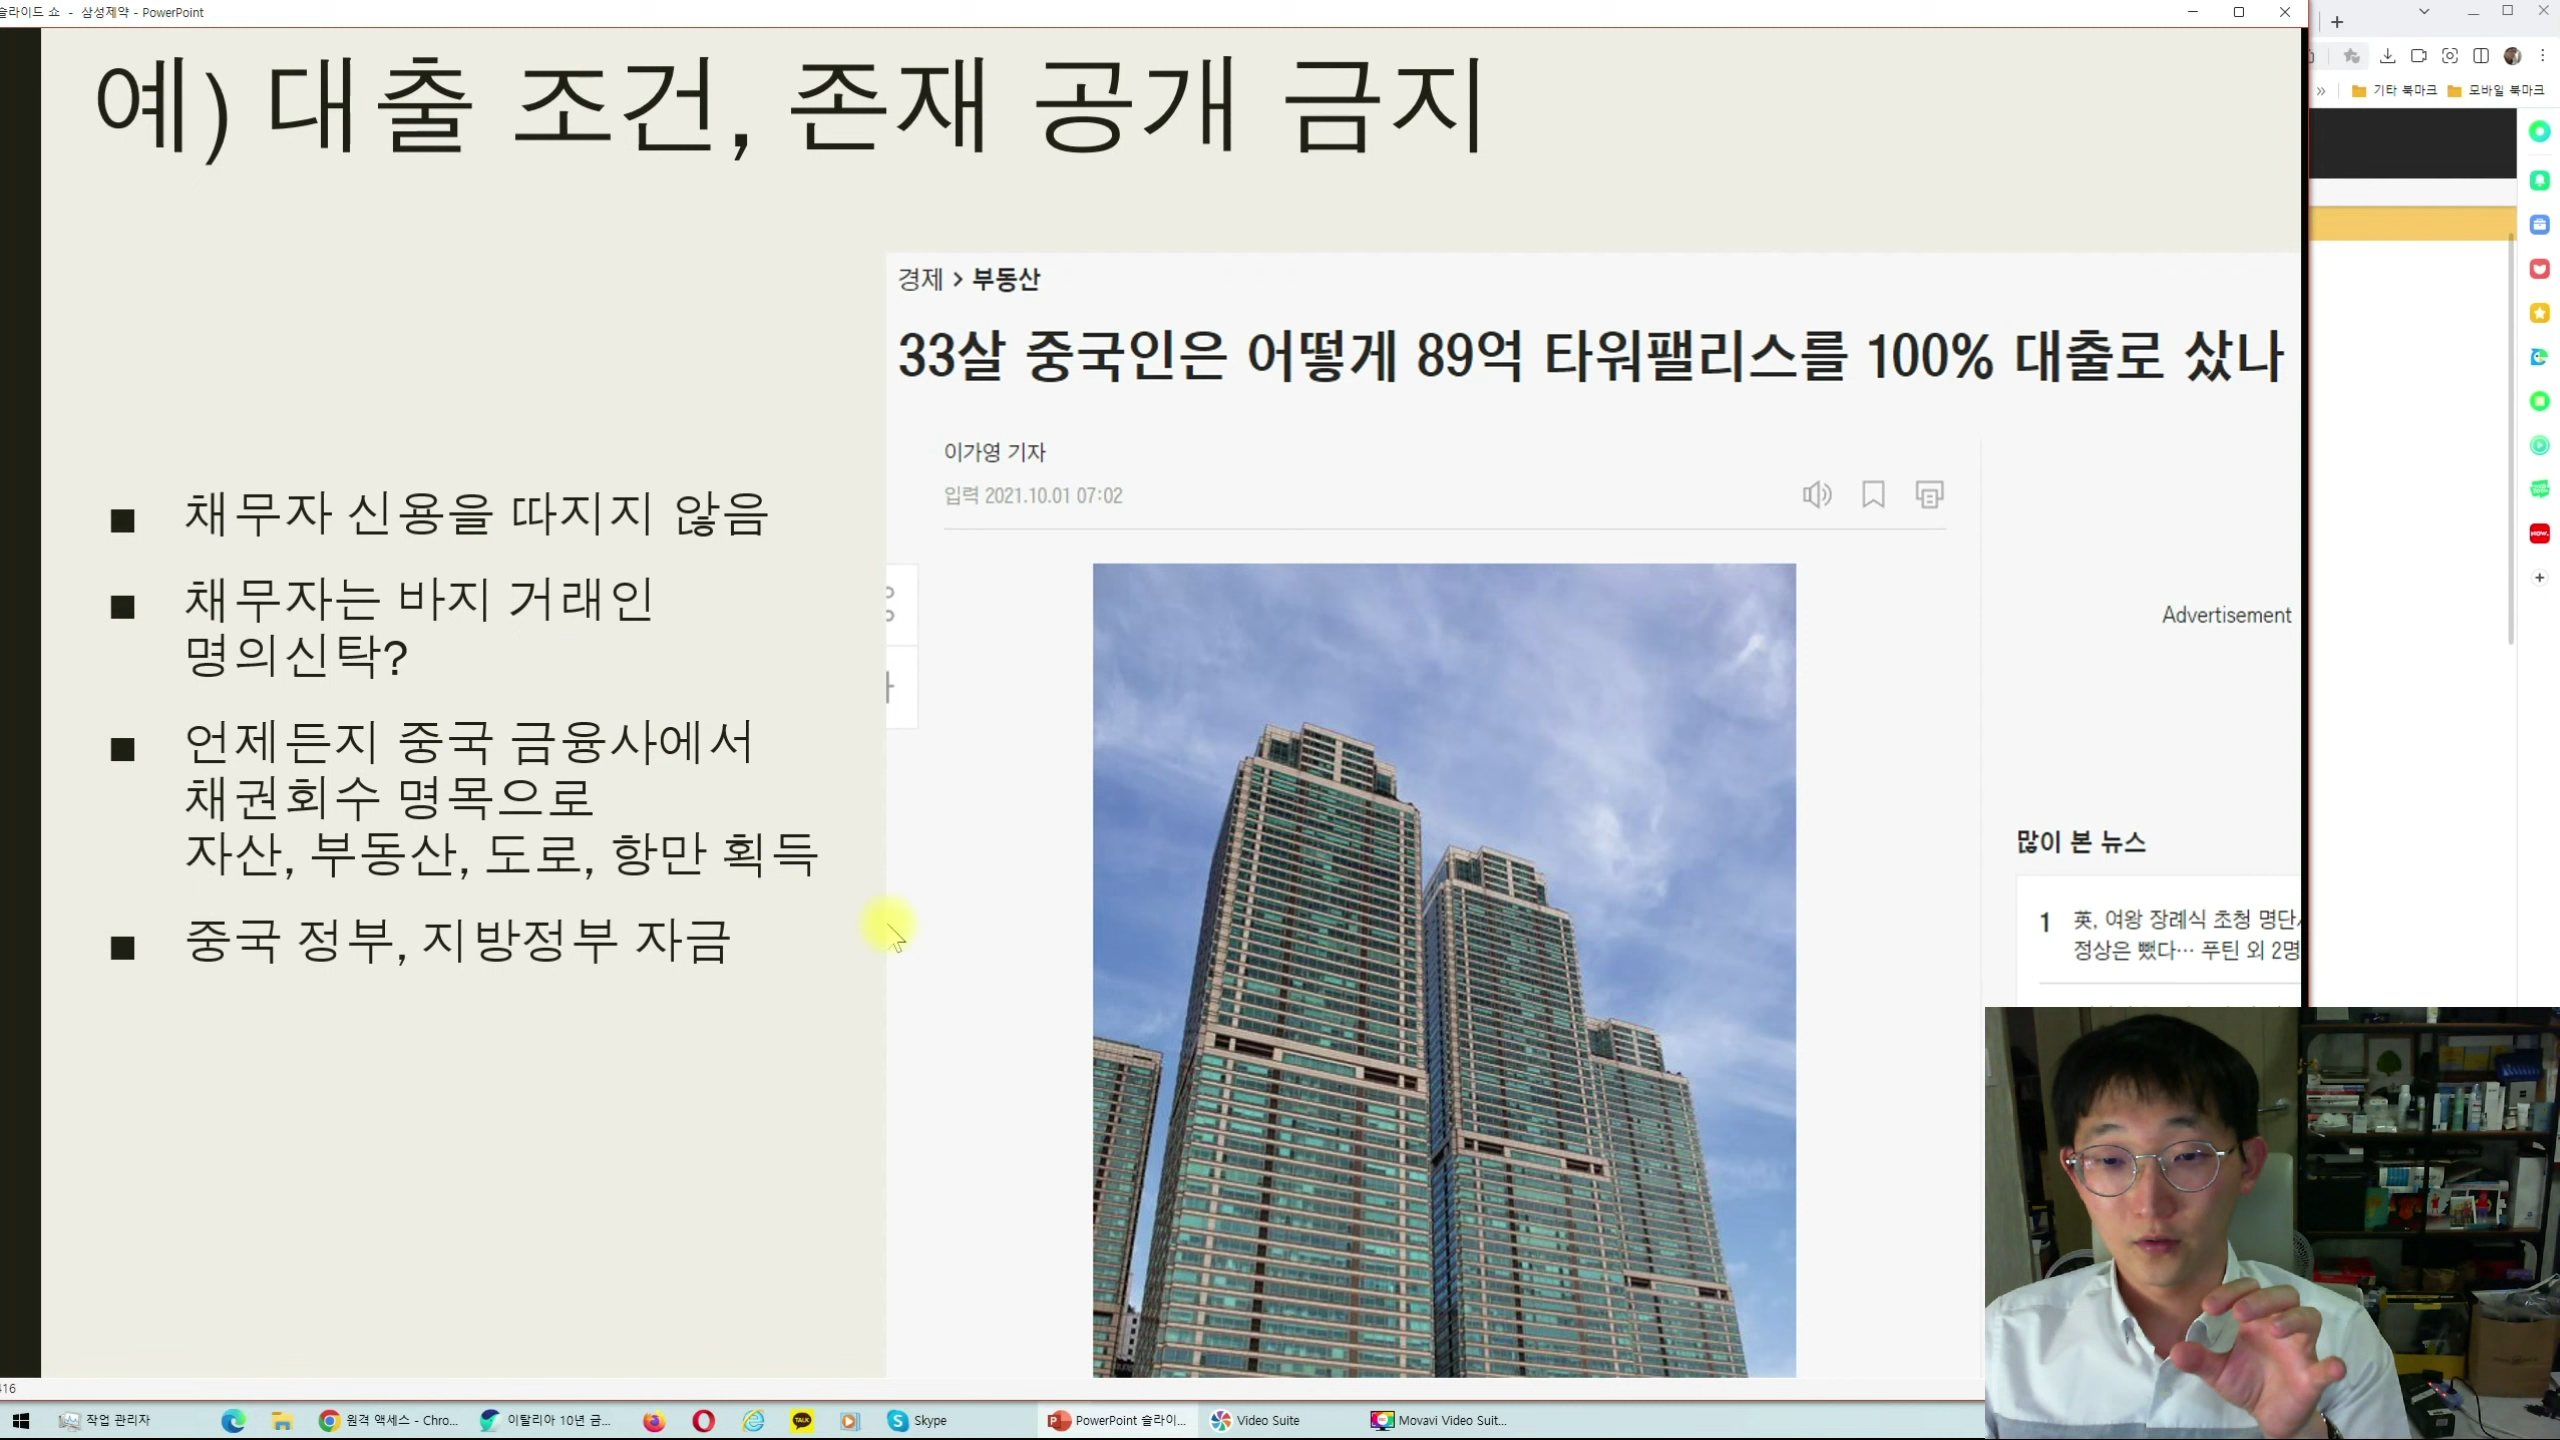 슬라이드 쇼 - 삼성제약 - PowerPoint
기타 북마크
모바일 북마크
예) 대출 조건, 존재 공개 금지
■ 채무자 신용을 따지지 않음
■ 채무자는 바지 거래인
명의신탁?
■ 언제든지 중국 금융사에서
채권회수 명목으로
자산, 부동산, 도로, 항만 획득
■ 중국 정부, 지방정부 자금
경제 > 부동산
33살 중국인은 어떻게 89억 타워팰리스를 100% 대출로 샀나
이가영 기자
입력 2021.10.01 07:02
Advertisement
많이 본 뉴스
1 英, 여왕 장례식 초청 명단
정상은 뺐다… 푸틴 외 2명
NOW.
416
작업 관리자
원격 액세스 - Chro...
이탈리아 10년 금...
TALK
Skype
PowerPoint 슬라이...
Video Suite
Movavi Video Suit...